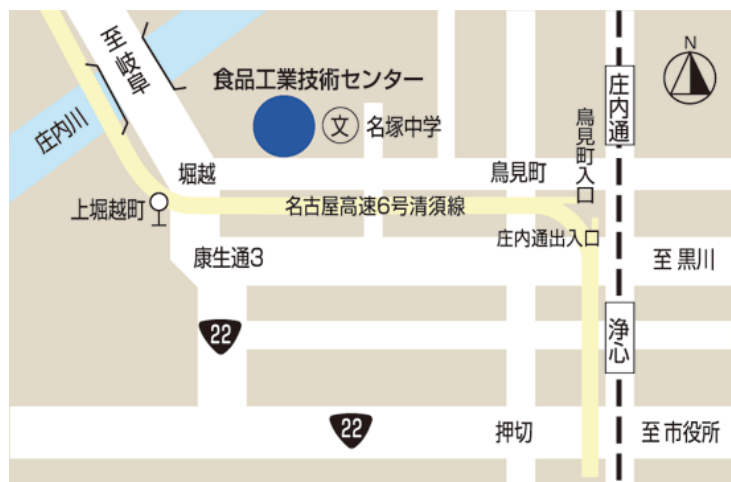 N
至岐阜
庄内通
食品工業技術センター
文
名塚中学
鳥見町入口
庄内川
堀越
鳥見町
上堀越町
名古屋高速6号清須線
庄内通出入口
康生通3
至 黒川
22
浄心
22
押切
至 市役所